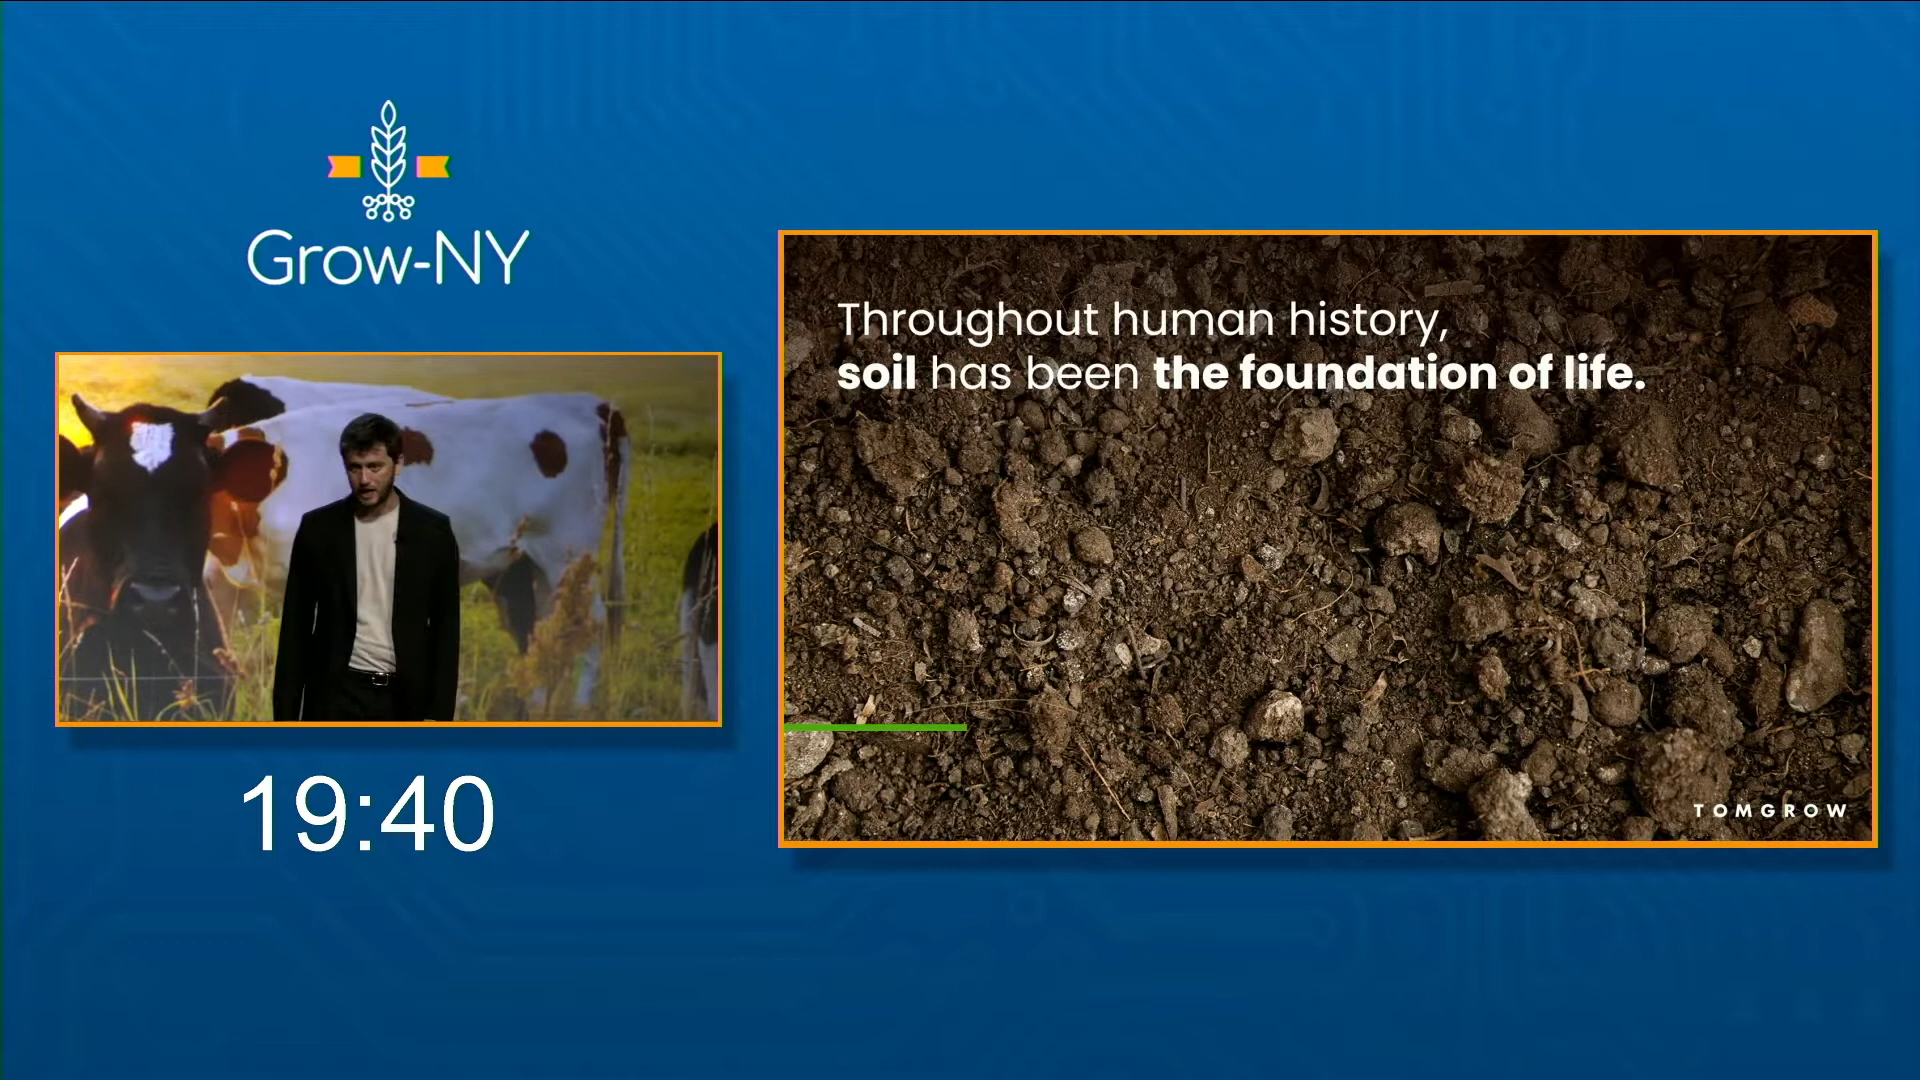 Grow-NY
Throughout human history,
soil has been the foundation of life.
19:40
TOMGROW